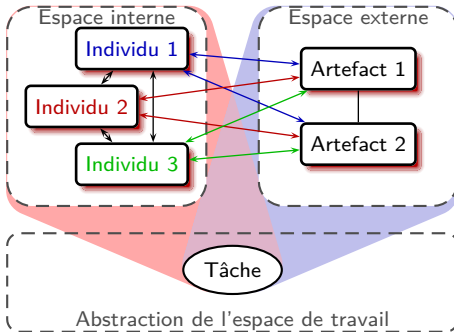 Espace interne
Espace externe
Individu 1
Artefact 1
Individu 2
Artefact 2
Individu 3
Tâche
Abstraction de l'espace de travail